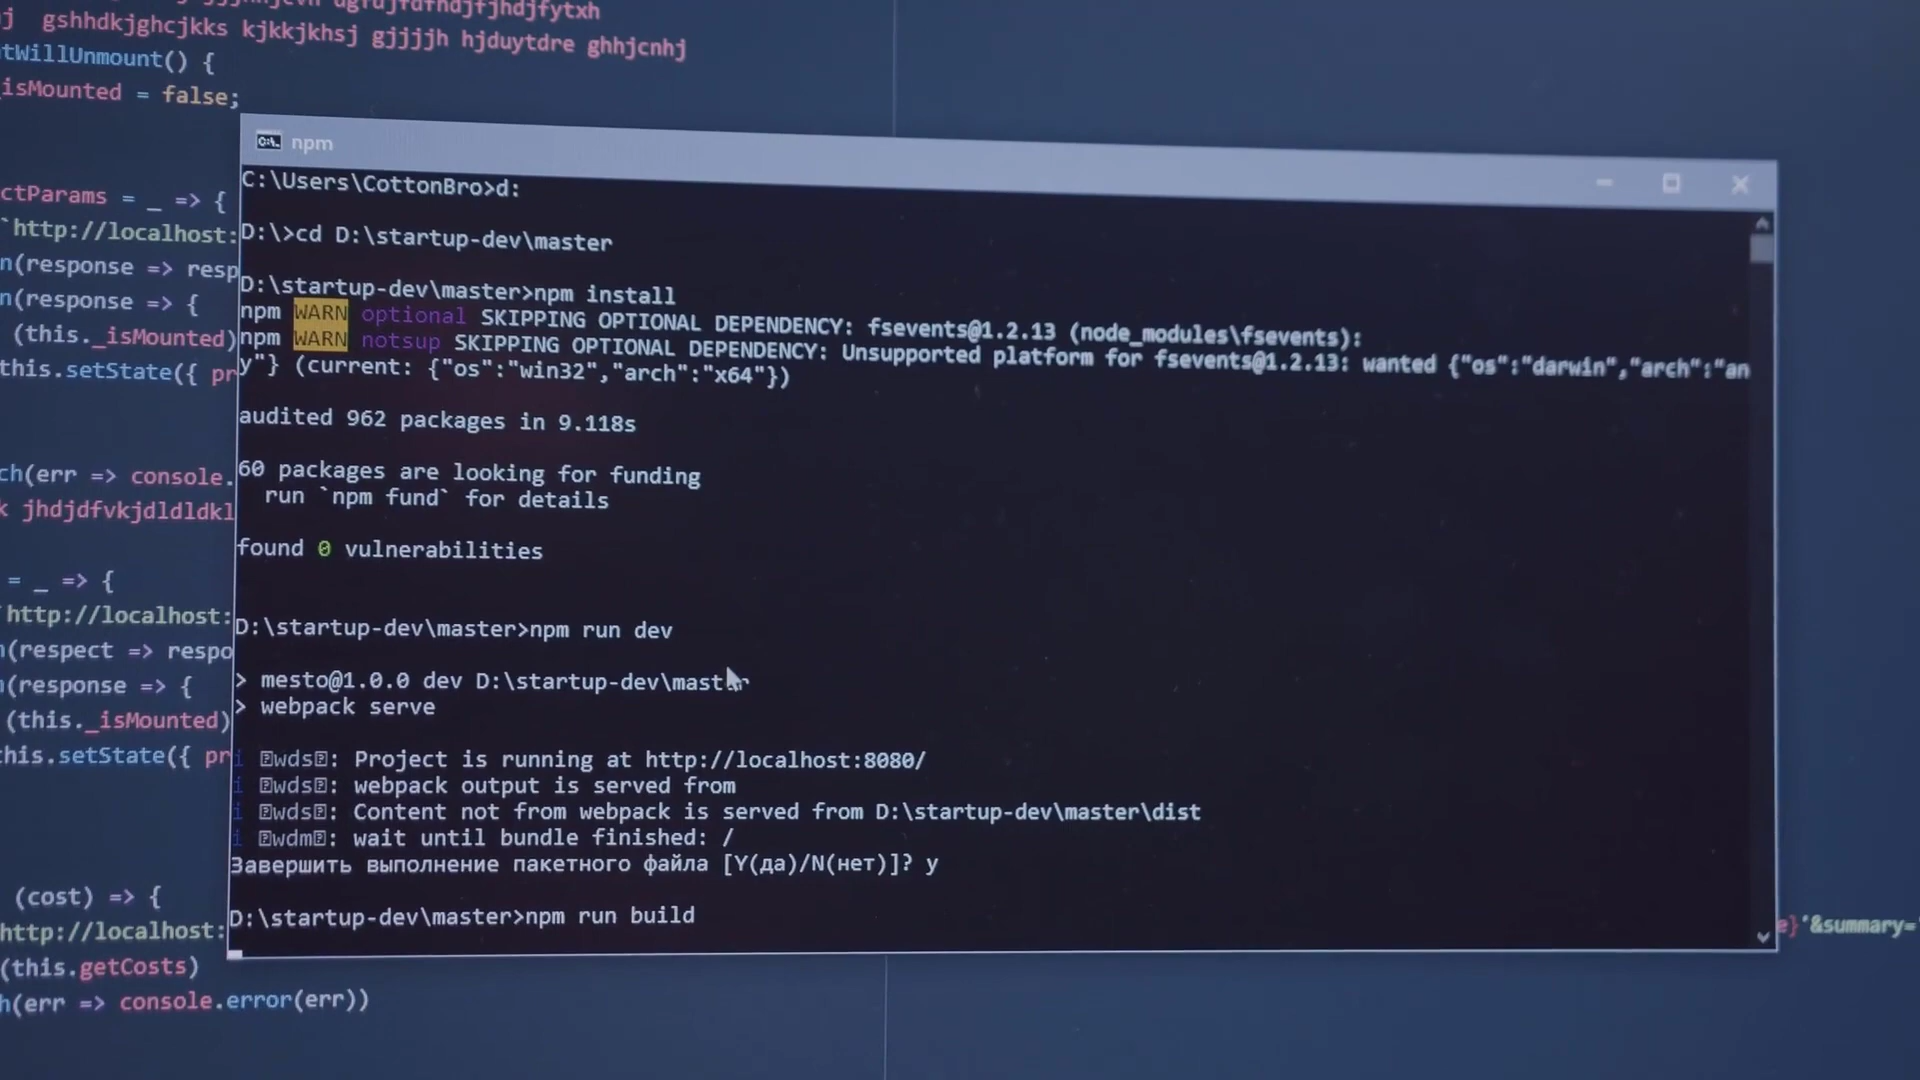 gshhdkjghcjkks kjkkjkhsj gjjjjh hjduytdre ghhjcnhj
tWillUnmount() {
isMounted = false;
ctParams = _ => {
`http://localhost:
n(response => resp
n(response => {
(this._isMounted)
this.setState({ pr
ch(err => console.
k jhdjdfvkjdldldkl
= _ => {
http://localhost:
(respect => respo
(response => {
(this._isMounted)
this.setState({ pr
(cost) => {
http://localhost:
(this.getCosts)
h(err => console.error(err))
npm
C:\Users\CottonBro>d:
D:\>cd D:\startup-dev\master
D:\startup-dev\master>npm install
npm WARN optional SKIPPING OPTIONAL DEPENDENCY: fsevents@1.2.13 (node_modules\fsevents):
npm WARN notsup SKIPPING OPTIONAL DEPENDENCY: Unsupported platform for fsevents@1.2.13: wanted {"os":"darwin","arch":"an
y"} (current: {"os":"win32","arch":"x64"})
audited 962 packages in 9.118s
60 packages are looking for funding
run `npm fund` for details
found 0 vulnerabilities
D:\startup-dev\master>npm run dev
> mesto@1.0.0 dev D:\startup-dev\master
> webpack serve
i ⍰wds⍰: Project is running at http://localhost:8080/
i ⍰wds⍰: webpack output is served from
i ⍰wds⍰: Content not from webpack is served from D:\startup-dev\master\dist
i ⍰wdm⍰: wait until bundle finished: /
Завершить выполнение пакетного файла [Y(да)/N(нет)]? y
D:\startup-dev\master>npm run build
}'&summary=